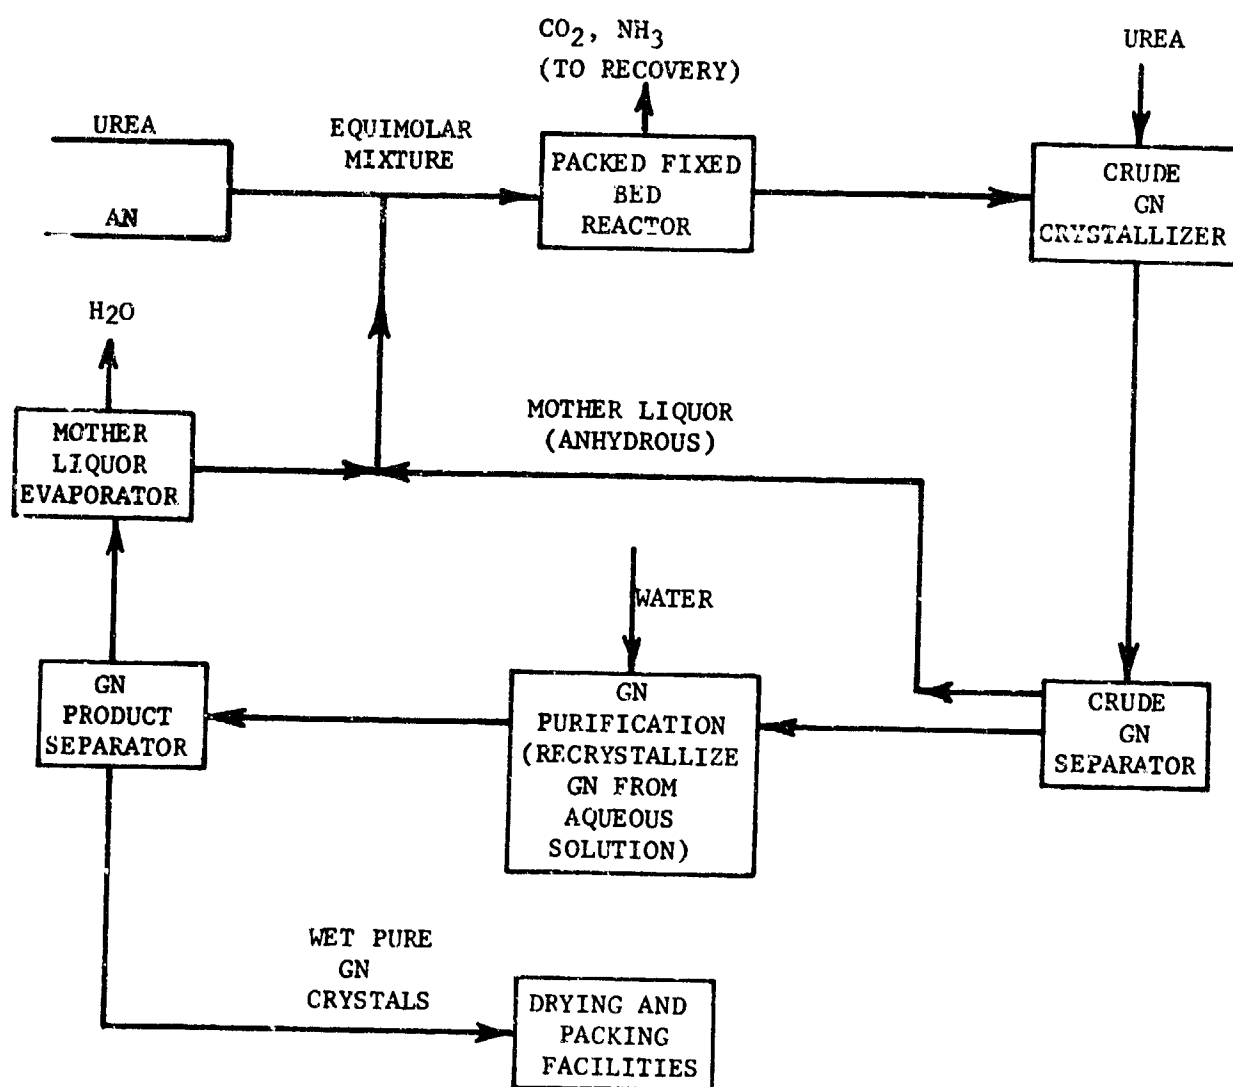 CO2, NH3
(TO RECOVERY)
UREA
UREA
EQUIMOLAR
MIXTURE
AN
PACKED FIXED
BED
REACTOR
CRUDE
GN
CRYSTALLIZER
H2O
MOTHER
LIQUOR
EVAPORATOR
MOTHER LIQUOR
(ANHYDROUS)
WATER
GN
PRODUCT
SEPARATOR
GN
PURIFICATION
(RECRYSTALLIZE
GN FROM
AQUEOUS
SOLUTION)
CRUDE
GN
SEPARATOR
WET PURE
GN
CRYSTALS
DRYING AND
PACKING
FACILITIES